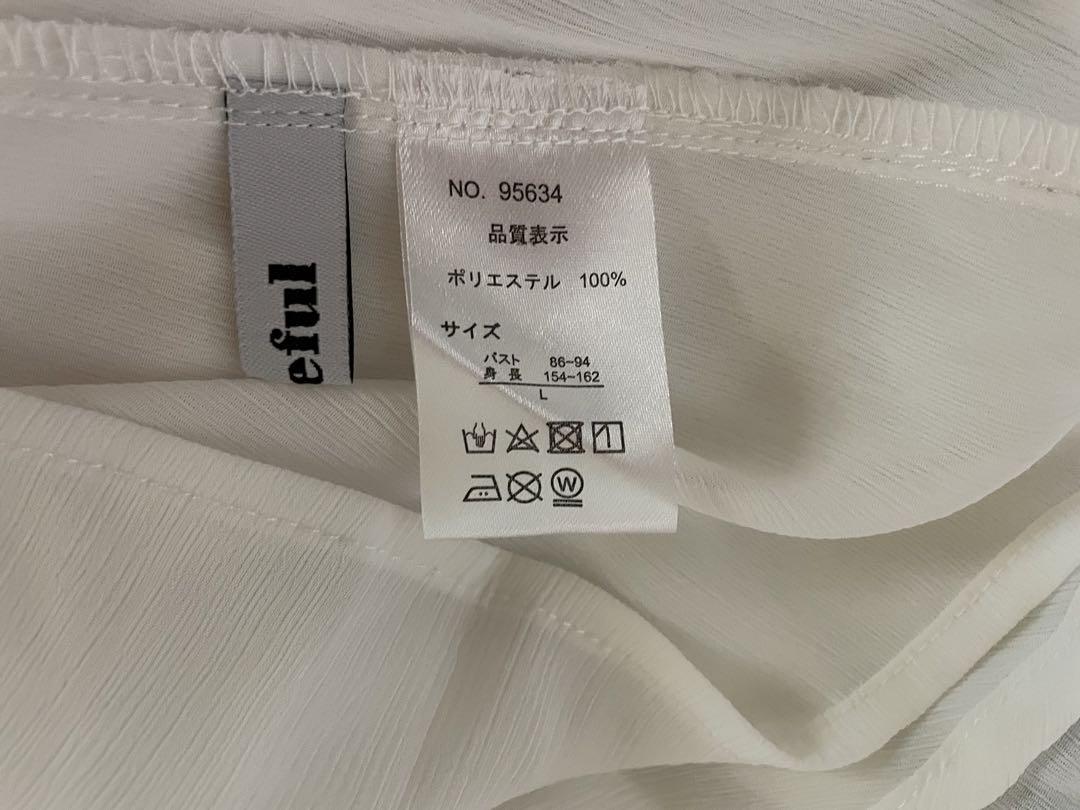 eful
NO. 95634
品質表示
ポリエステル 100%
サイズ
バスト 86~94
身長 154~162
L
W